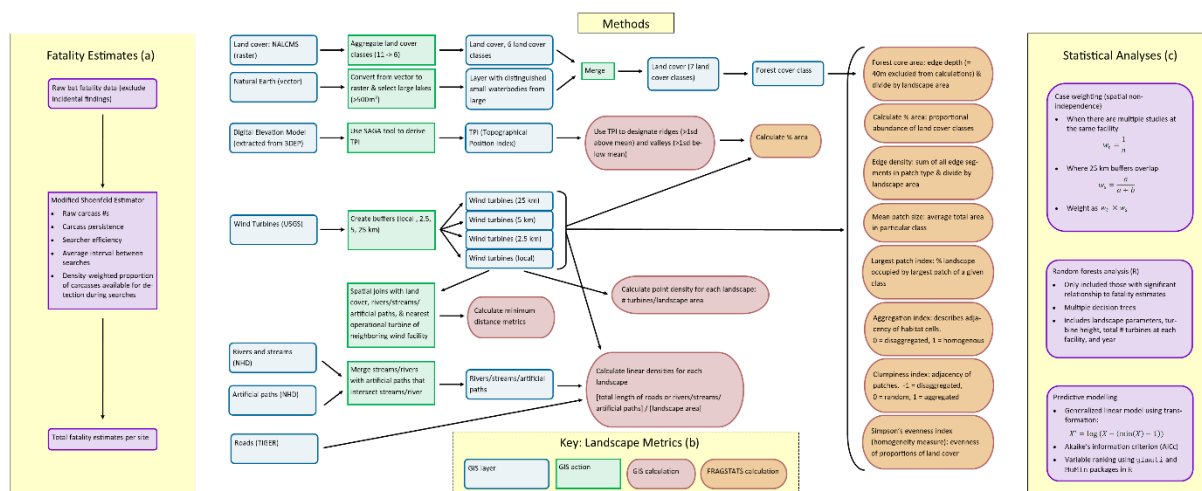 Methods
Fatality Estimates (a)
Raw bat fatality data (exclude
incidental findings)
Modified Shoenfeld Estimator
• Raw carcass #s
• Carcass persistence
• Searcher efficiency
• Average interval between
searches
• Density-weighted proportion
of carcasses available for de-
tection during searches
Total fatality estimates per site
Land cover: NALCMS
(raster)
Aggregate land cover
classes (11 -> 6)
Land cover, 6 land cover
classes
Natural Earth (vector)
Convert from vector to
raster & select large lakes
(>500m²)
Layer with distinguished
small waterbodies from
large
Merge
Land cover (7 land
cover classes)
Forest cover class
Digital Elevation Model
(extracted from 3DEP)
Use SAGA tool to derive
TPI
TPI (Topographical
Position Index)
Use TPI to designate ridges (>1sd
above mean) and valleys (>1sd be-
low mean)
Calculate % area
Wind Turbines (USGS)
Create buffers (local , 2.5,
5, 25 km)
Wind turbines (25 km)
Wind turbines (5 km)
Wind turbines (2.5 km)
Wind turbines (local)
Spatial joins with land
cover, rivers/streams/
artificial paths, & nearest
operational turbine of
neighboring wind facility
Calculate minimum
distance metrics
Calculate point density for each landscape:
# turbines/landscape area
Rivers and streams
(NHD)
Artificial paths (NHD)
Merge streams/rivers
with artificial paths that
intersect streams/river
Rivers/streams/artificial
paths
Calculate linear densities for each
landscape
[total length of roads or rivers/streams/
artificial paths] / [landscape area]
Roads (TIGER)
Key: Landscape Metrics (b)
GIS layer
GIS action
GIS calculation
FRAGSTATS calculation
Forest core area: edge depth (=
40m excluded from calculations) &
divide by landscape area
Calculate % area: proportional
abundance of land cover classes
Edge density: sum of all edge seg-
ments in patch type & divide by
landscape area
Mean patch size: average total area
in particular class
Largest patch index: % landscape
occupied by largest patch of a given
class
Aggregation index: describes adja-
cency of habitat cells.
0 = disaggregated, 1 = homogenous
Clumpiness index: adjacency of
patches. -1 = disaggregated,
0 = random, 1 = aggregated
Simpson's evenness index
(homogeneity measure): evenness
of proportions of land cover
Statistical Analyses (c)
Case weighting (spatial non-
independence)
• When there are multiple studies at
the same facility
= 1/n
• Where 25 km buffers overlap
= a/(a + b)
• Weight as
Random forests analysis (R)
• Only included those with significant
relationship to fatality estimates
• Multiple decision trees
• Includes landscape parameters, tur-
bine height, total # turbines at each
facility, and year
Predictive modelling
• Generalized linear model using trans-
formation:
X' = log (X − (min(X) − 1))
• Akaike's information criterion (AICc)
• Variable ranking using glmulti and
MuMIn packages in R